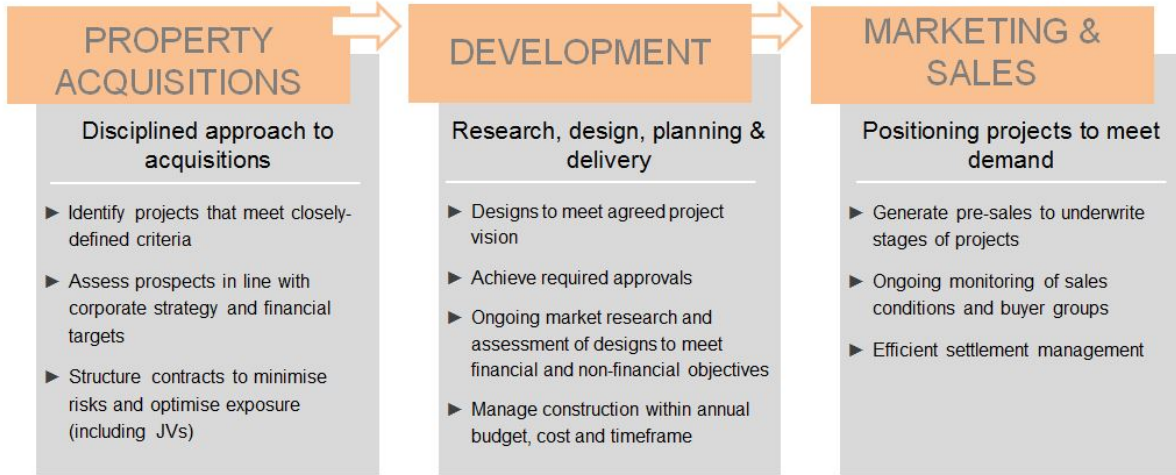 PROPERTY
ACQUISITIONS
Disciplined approach to
acquisitions
► Identify projects that meet closely-
defined criteria
► Assess prospects in line with
corporate strategy and financial
targets
► Structure contracts to minimise
risks and optimise exposure
(including JVs)
DEVELOPMENT
Research, design, planning &
delivery
► Designs to meet agreed project
vision
► Achieve required approvals
► Ongoing market research and
assessment of designs to meet
financial and non-financial objectives
► Manage construction within annual
budget, cost and timeframe
MARKETING &
SALES
Positioning projects to meet
demand
► Generate pre-sales to underwrite
stages of projects
► Ongoing monitoring of sales
conditions and buyer groups
► Efficient settlement management